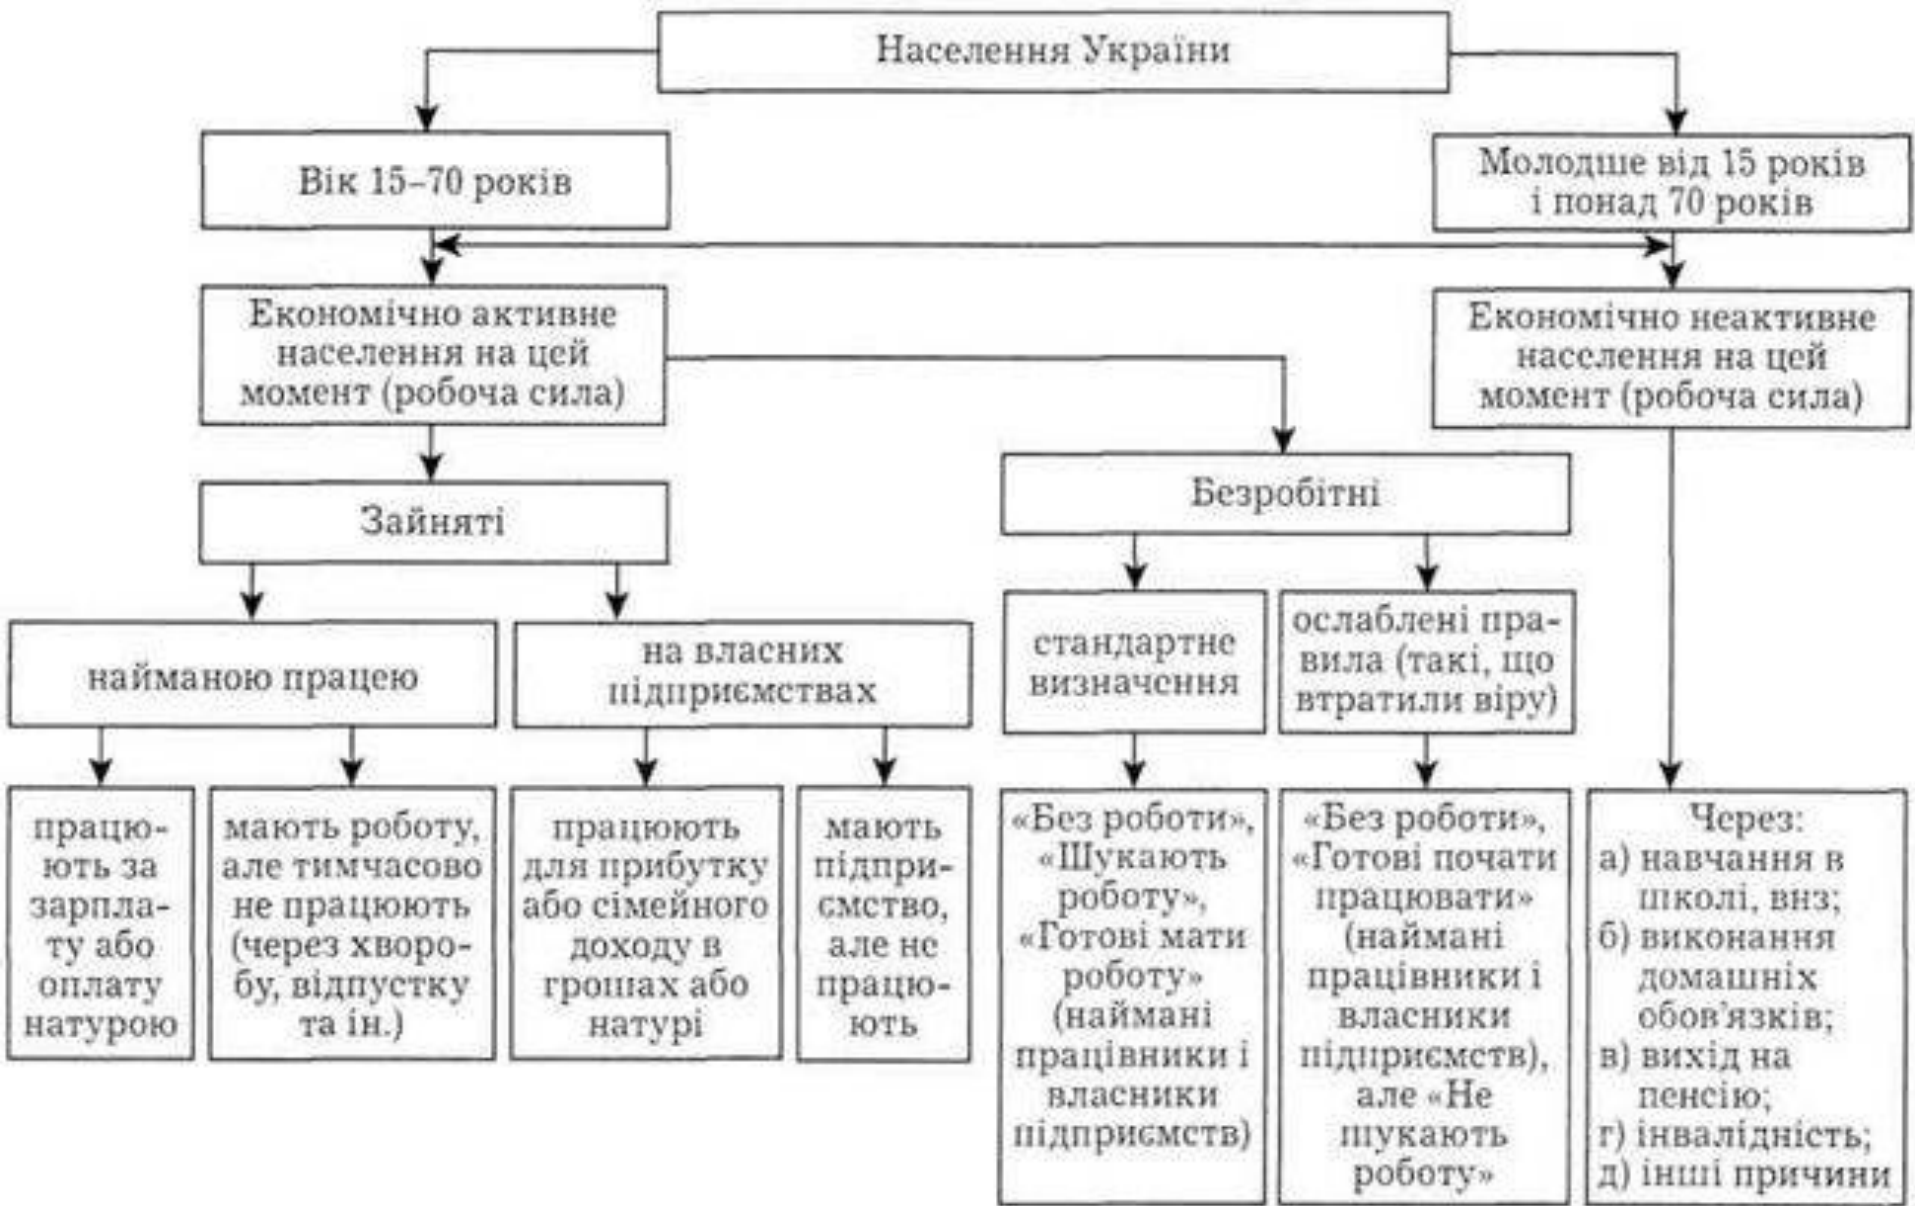 Населення України
Вік 15–70 років
Молодше від 15 років
і понад 70 років
Економічно активне
населення на цей
момент (робоча сила)
Економічно неактивне
населення на цей
момент (робоча сила)
Зайняті
Безробітні
найманою працею
на власних
підприємствах
стандартне
визначення
ослаблені пра-
вила (такі, що
втратили віру)
працю-
ють за
зарпла-
ту або
оплату
натурою
мають роботу,
але тимчасово
не працюють
(через хворо-
бу, відпустку
та ін.)
працюють
для прибутку
або сімейного
доходу в
грошах або
натурі
мають
підпри-
ємство,
але не
працю-
ють
«Без роботи»,
«Шукають
роботу»,
«Готові мати
роботу»
(наймані
працівники і
власники
підприємств)
«Без роботи»,
«Готові почати
працювати»
(наймані
працівники і
власники
підприємств),
але «Не
шукають
роботу»
Через:
а) навчання в
школі, внз;
б) виконання
домашніх
обов'язків;
в) вихід на
пенсію;
г) інвалідність;
д) інші причини